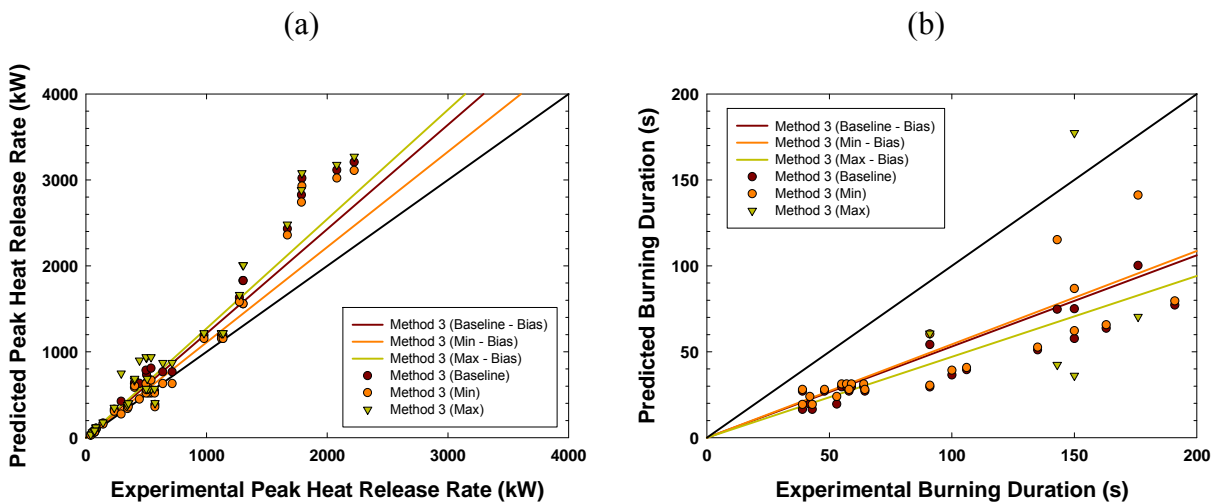 (a)
Predicted Peak Heat Release Rate (kW)
4000
3000
2000
1000
0
0 1000 2000 3000 4000
Experimental Peak Heat Release Rate (kW)
Method 3 (Baseline - Bias)
Method 3 (Min - Bias)
Method 3 (Max - Bias)
Method 3 (Baseline)
Method 3 (Min)
Method 3 (Max)
(b)
Predicted Burning Duration (s)
200
150
100
50
0
0 50 100 150 200
Experimental Burning Duration (s)
Method 3 (Baseline - Bias)
Method 3 (Min - Bias)
Method 3 (Max - Bias)
Method 3 (Baseline)
Method 3 (Min)
Method 3 (Max)